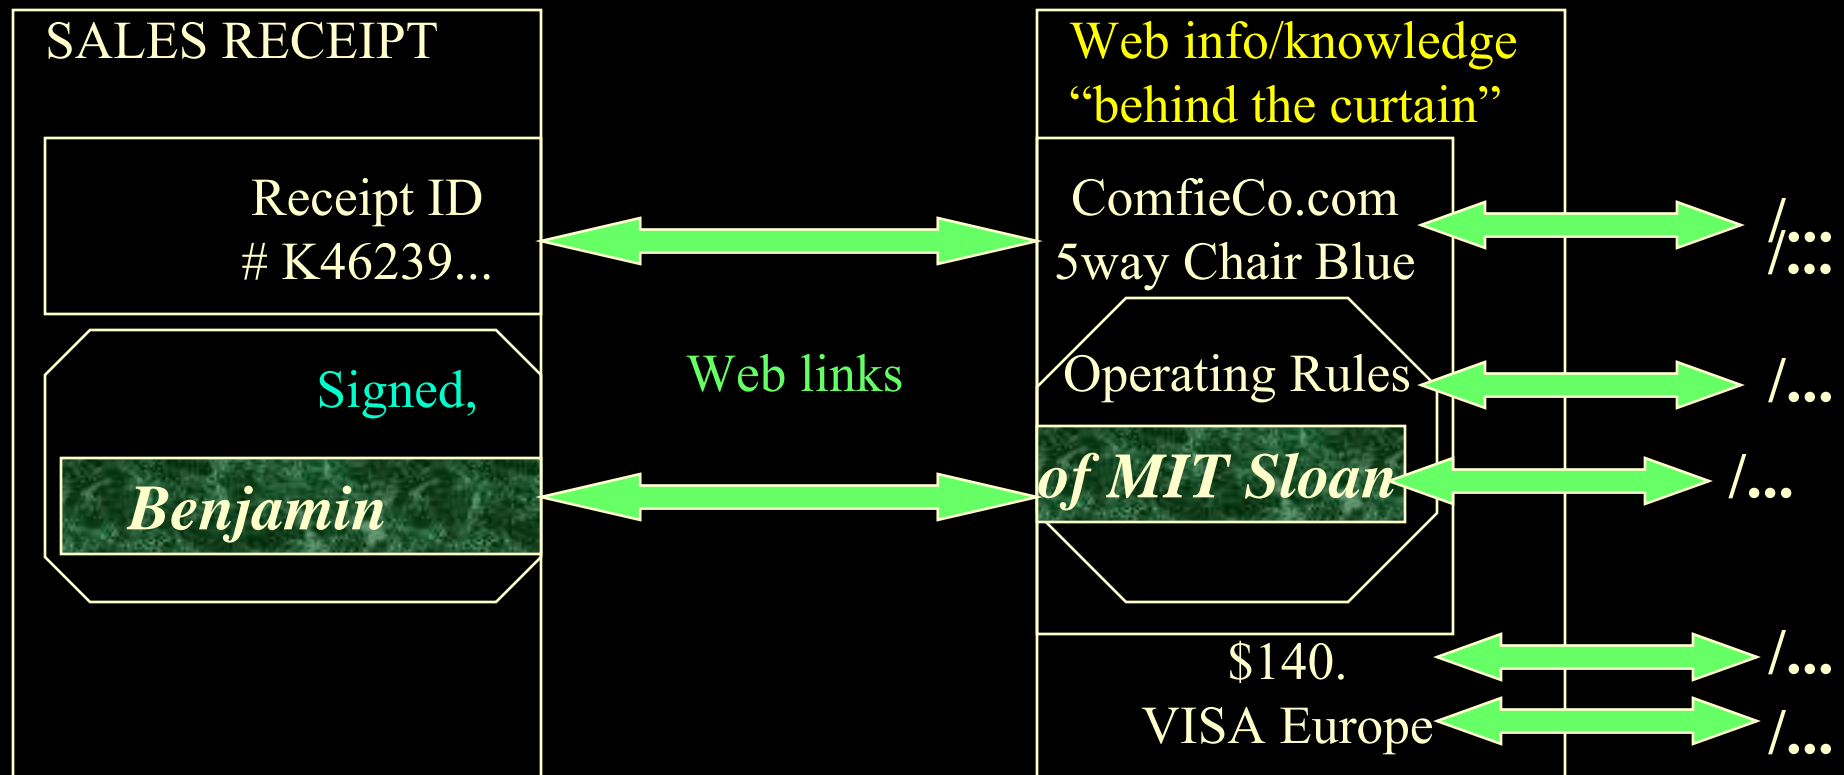 SALES RECEIPT
Receipt ID
# K46239...
Signed,
Benjamin
Web links
Web info/knowledge
“behind the curtain”
ComfieCo.com
5way Chair Blue
Operating Rules
of MIT Sloan
$140.
VISA Europe
/...
/...
/...
/...
/...
/...